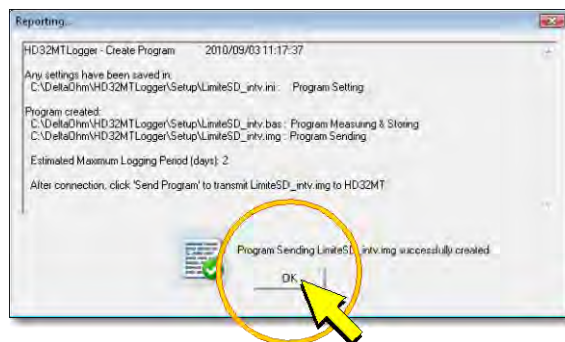 Reporting...
HD32MTLogger - Create Program 2010/09/03 11:17:37
Any settings have been saved in:
C:\DeltaOhm\HD32MTLogger\Setup\LimiteSD_intv.ini : Program Setting
Program created:
C:\DeltaOhm\HD32MTLogger\Setup\LimiteSD_intv.bas : Program Measuring & Storing
C:\DeltaOhm\HD32MTLogger\Setup\LimiteSD_intv.img : Program Sending
Estimated Maximum Logging Period (days): 2
After connection, click 'Send Program' to transmit LimiteSD_intv.img to HD32MT
Program Sending LimiteSD_intv.img successfully created
OK